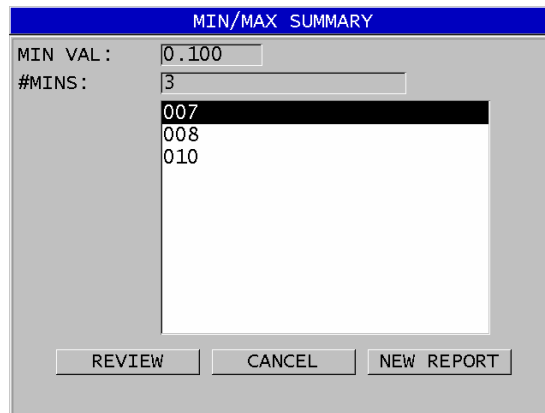 MIN/MAX SUMMARY
MIN VAL: 0.100
#MINS: 3
007
008
010
REVIEW CANCEL NEW REPORT